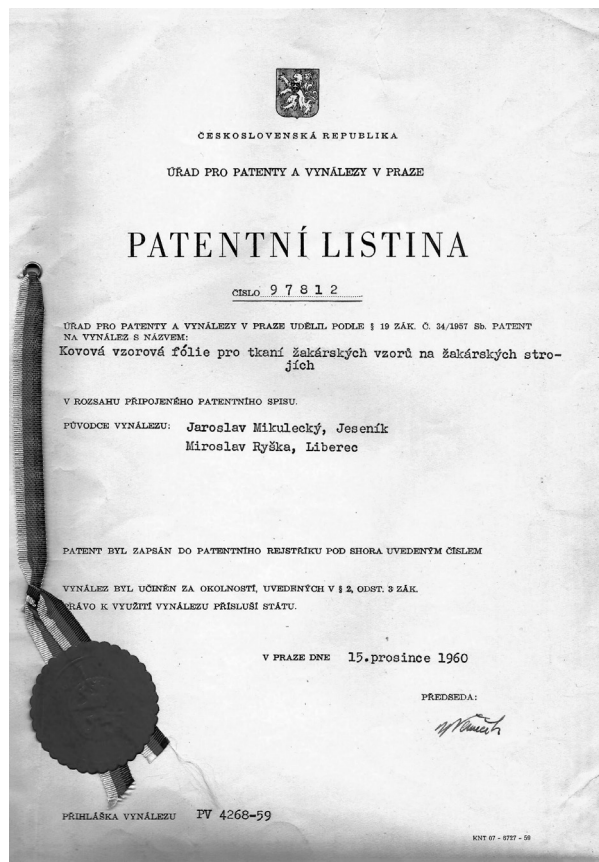 ČESKOSLOVENSKÁ REPUBLIKA
ÚŘAD PRO PATENTY A VYNÁLEZY V PRAZE
PATENTNÍ LISTINA
ČÍSLO 97812
ÚŘAD PRO PATENTY A VYNÁLEZY V PRAZE UDĚLIL PODLE § 19 ZÁK. Č. 34/1957 Sb. PATENT
NA VYNÁLEZ S NÁZVEM:
Kovová vzorová fólie pro tkaní žakárských vzorů na žakárských stro-
jích
V ROZSAHU PŘIPOJENÉHO PATENTNÍHO SPISU.
PŮVODCE VYNÁLEZU: Jaroslav Mikulecký, Jeseník
Miroslav Ryška, Liberec
PATENT BYL ZAPSÁN DO PATENTNÍHO REJSTŘÍKU POD SHORA UVEDENÝM ČÍSLEM
VYNÁLEZ BYL UČINĚN ZA OKOLNOSTÍ, UVEDENÝCH V § 2, ODST. 3 ZÁK.
PRÁVO K VYUŽITÍ VYNÁLEZU PŘÍSLUŠÍ STÁTU.
V PRAZE DNE 15.prosince 1960
PŘEDSEDA:
PŘIHLÁŠKA VYNÁLEZU PV 4268-59
KNT 07 - 6727 - 59